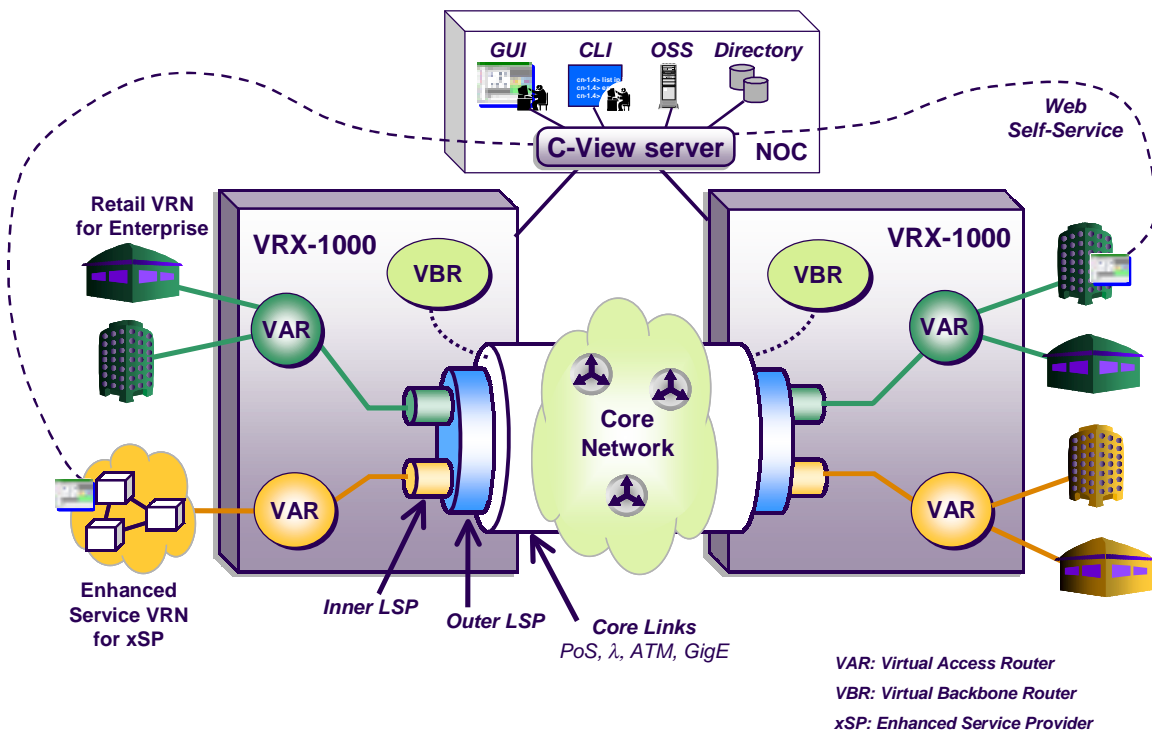 GUI
CLI
OSS
Directory
cn-1.4> list in
cn-1.4>
cn-1.4>
C-View server
NOC
Web
Self-Service
Retail VRN
for Enterprise
VRX-1000
VRX-1000
VBR
VBR
VAR
VAR
Core
Network
VAR
VAR
Enhanced
Service VRN
for xSP
Inner LSP
Outer LSP
Core Links
PoS, λ, ATM, GigE
VAR: Virtual Access Router
VBR: Virtual Backbone Router
xSP: Enhanced Service Provider